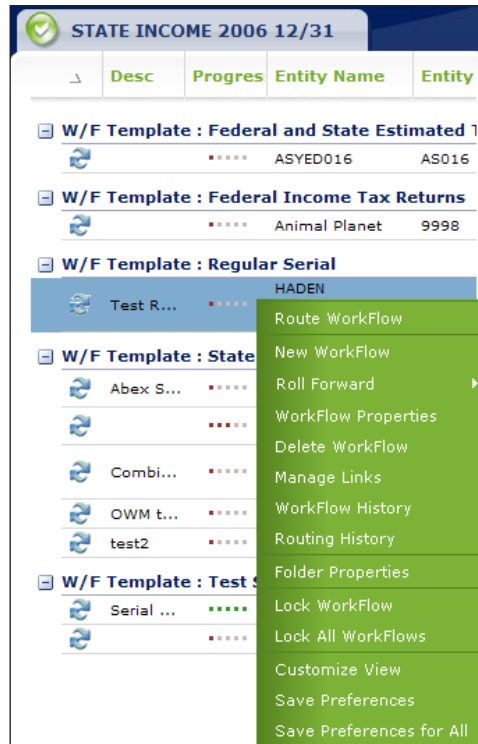 STATE INCOME 2006 12/31
Desc Progres Entity Name Entity
W/F Template : Federal and State Estimated T
ASYED016 AS016
W/F Template : Federal Income Tax Returns
Animal Planet 9998
W/F Template : Regular Serial
HADEN
Test R...
Route WorkFlow
New WorkFlow
W/F Template : State
Roll Forward
Abex S...
WorkFlow Properties
Delete WorkFlow
Manage Links
Combi...
WorkFlow History
OWM t...
Routing History
test2
Folder Properties
W/F Template : Test S
Lock WorkFlow
Serial ...
Lock All WorkFlows
Customize View
Save Preferences
Save Preferences for All